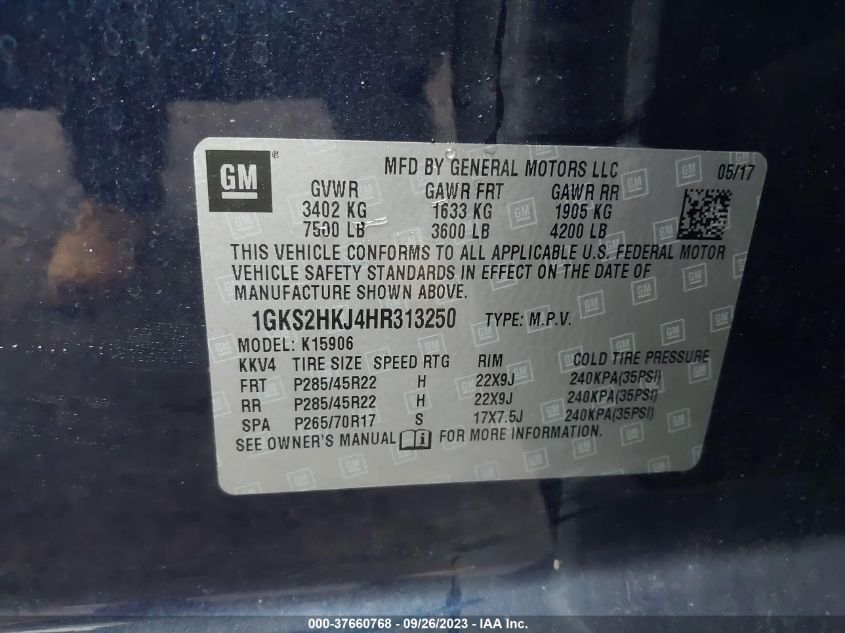 GM ®
MFD BY GENERAL MOTORS LLC 05/17
GVWR GAWR FRT GAWR RR
3402 KG 1633 KG 1905 KG
7500 LB 3600 LB 4200 LB
THIS VEHICLE CONFORMS TO ALL APPLICABLE U.S. FEDERAL MOTOR
VEHICLE SAFETY STANDARDS IN EFFECT ON THE DATE OF
MANUFACTURE SHOWN ABOVE.
1GKS2HKJ4HR313250 TYPE: M.P.V.
MODEL: K15906
KKV4 TIRE SIZE SPEED RTG RIM COLD TIRE PRESSURE
FRT P285/45R22 H 22X9J 240KPA(35PSI)
RR P285/45R22 H 22X9J 240KPA(35PSI)
SPA P265/70R17 S 17X7.5J 240KPA(35PSI)
SEE OWNER'S MANUAL FOR MORE INFORMATION.
000-37660768 - 09/26/2023 - IAA Inc.